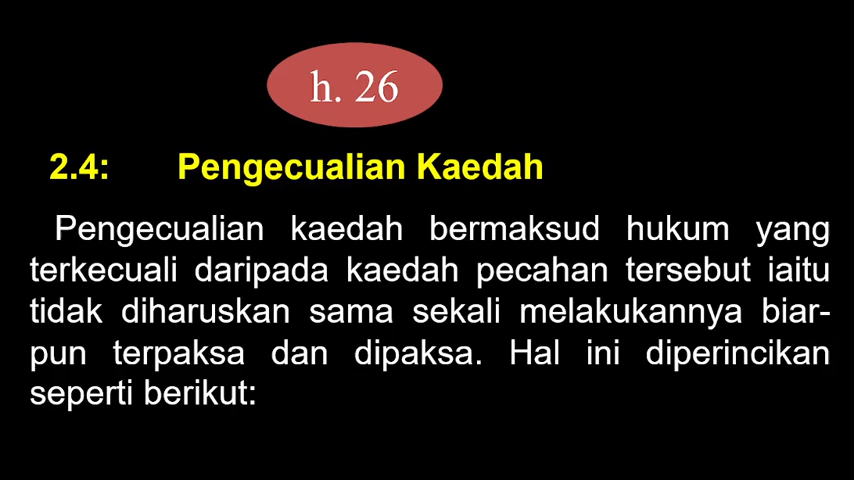 h. 26
2.4: Pengecualian Kaedah
Pengecualian kaedah bermaksud hukum yang
terkecuali daripada kaedah pecahan tersebut iaitu
tidak diharuskan sama sekali melakukannya biar-
pun terpaksa dan dipaksa. Hal ini diperincikan
seperti berikut: